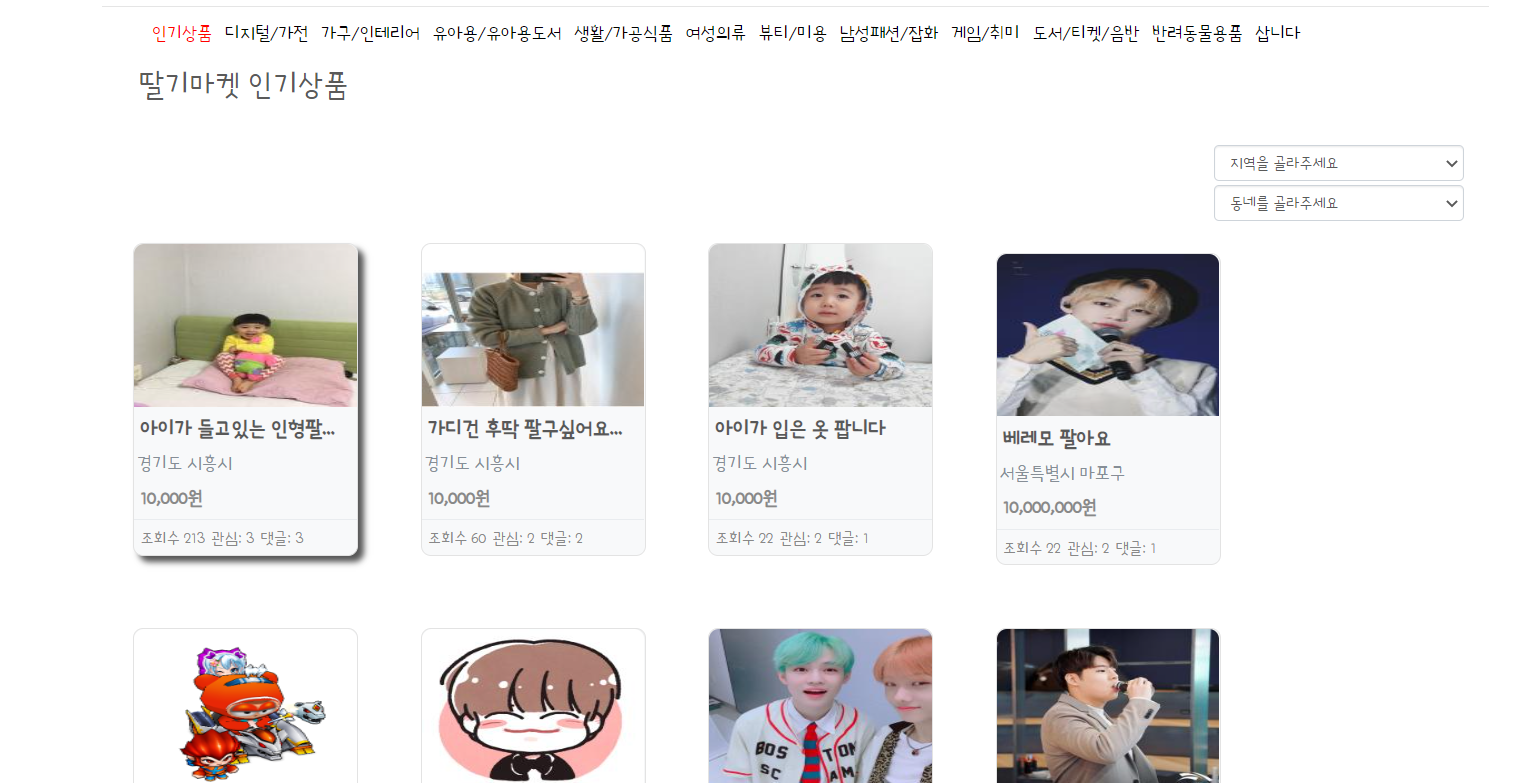 인기상품 디지털/가전 가구/인테리어 유아용/유아용도서 생활/가공식품 여성의류 뷰티/미용 남성패션/잡화 게임/취미 도서/티켓/음반 반려동물용품 삽니다
딸기마켓 인기상품
지역을 골라주세요
동네를 골라주세요
아이가 들고있는 인형팔...
경기도 시흥시
10,000원
조회수 213 관심: 3 댓글: 3
가디건 후딱 팔구싶어요...
경기도 시흥시
10,000원
조회수 60 관심: 2 댓글: 2
아이가 입은 옷 팝니다
경기도 시흥시
10,000원
조회수 22 관심: 2 댓글: 1
베레모 팔아요
서울특별시 마포구
10,000,000원
조회수 22 관심: 2 댓글: 1
BOS TON
SC AM